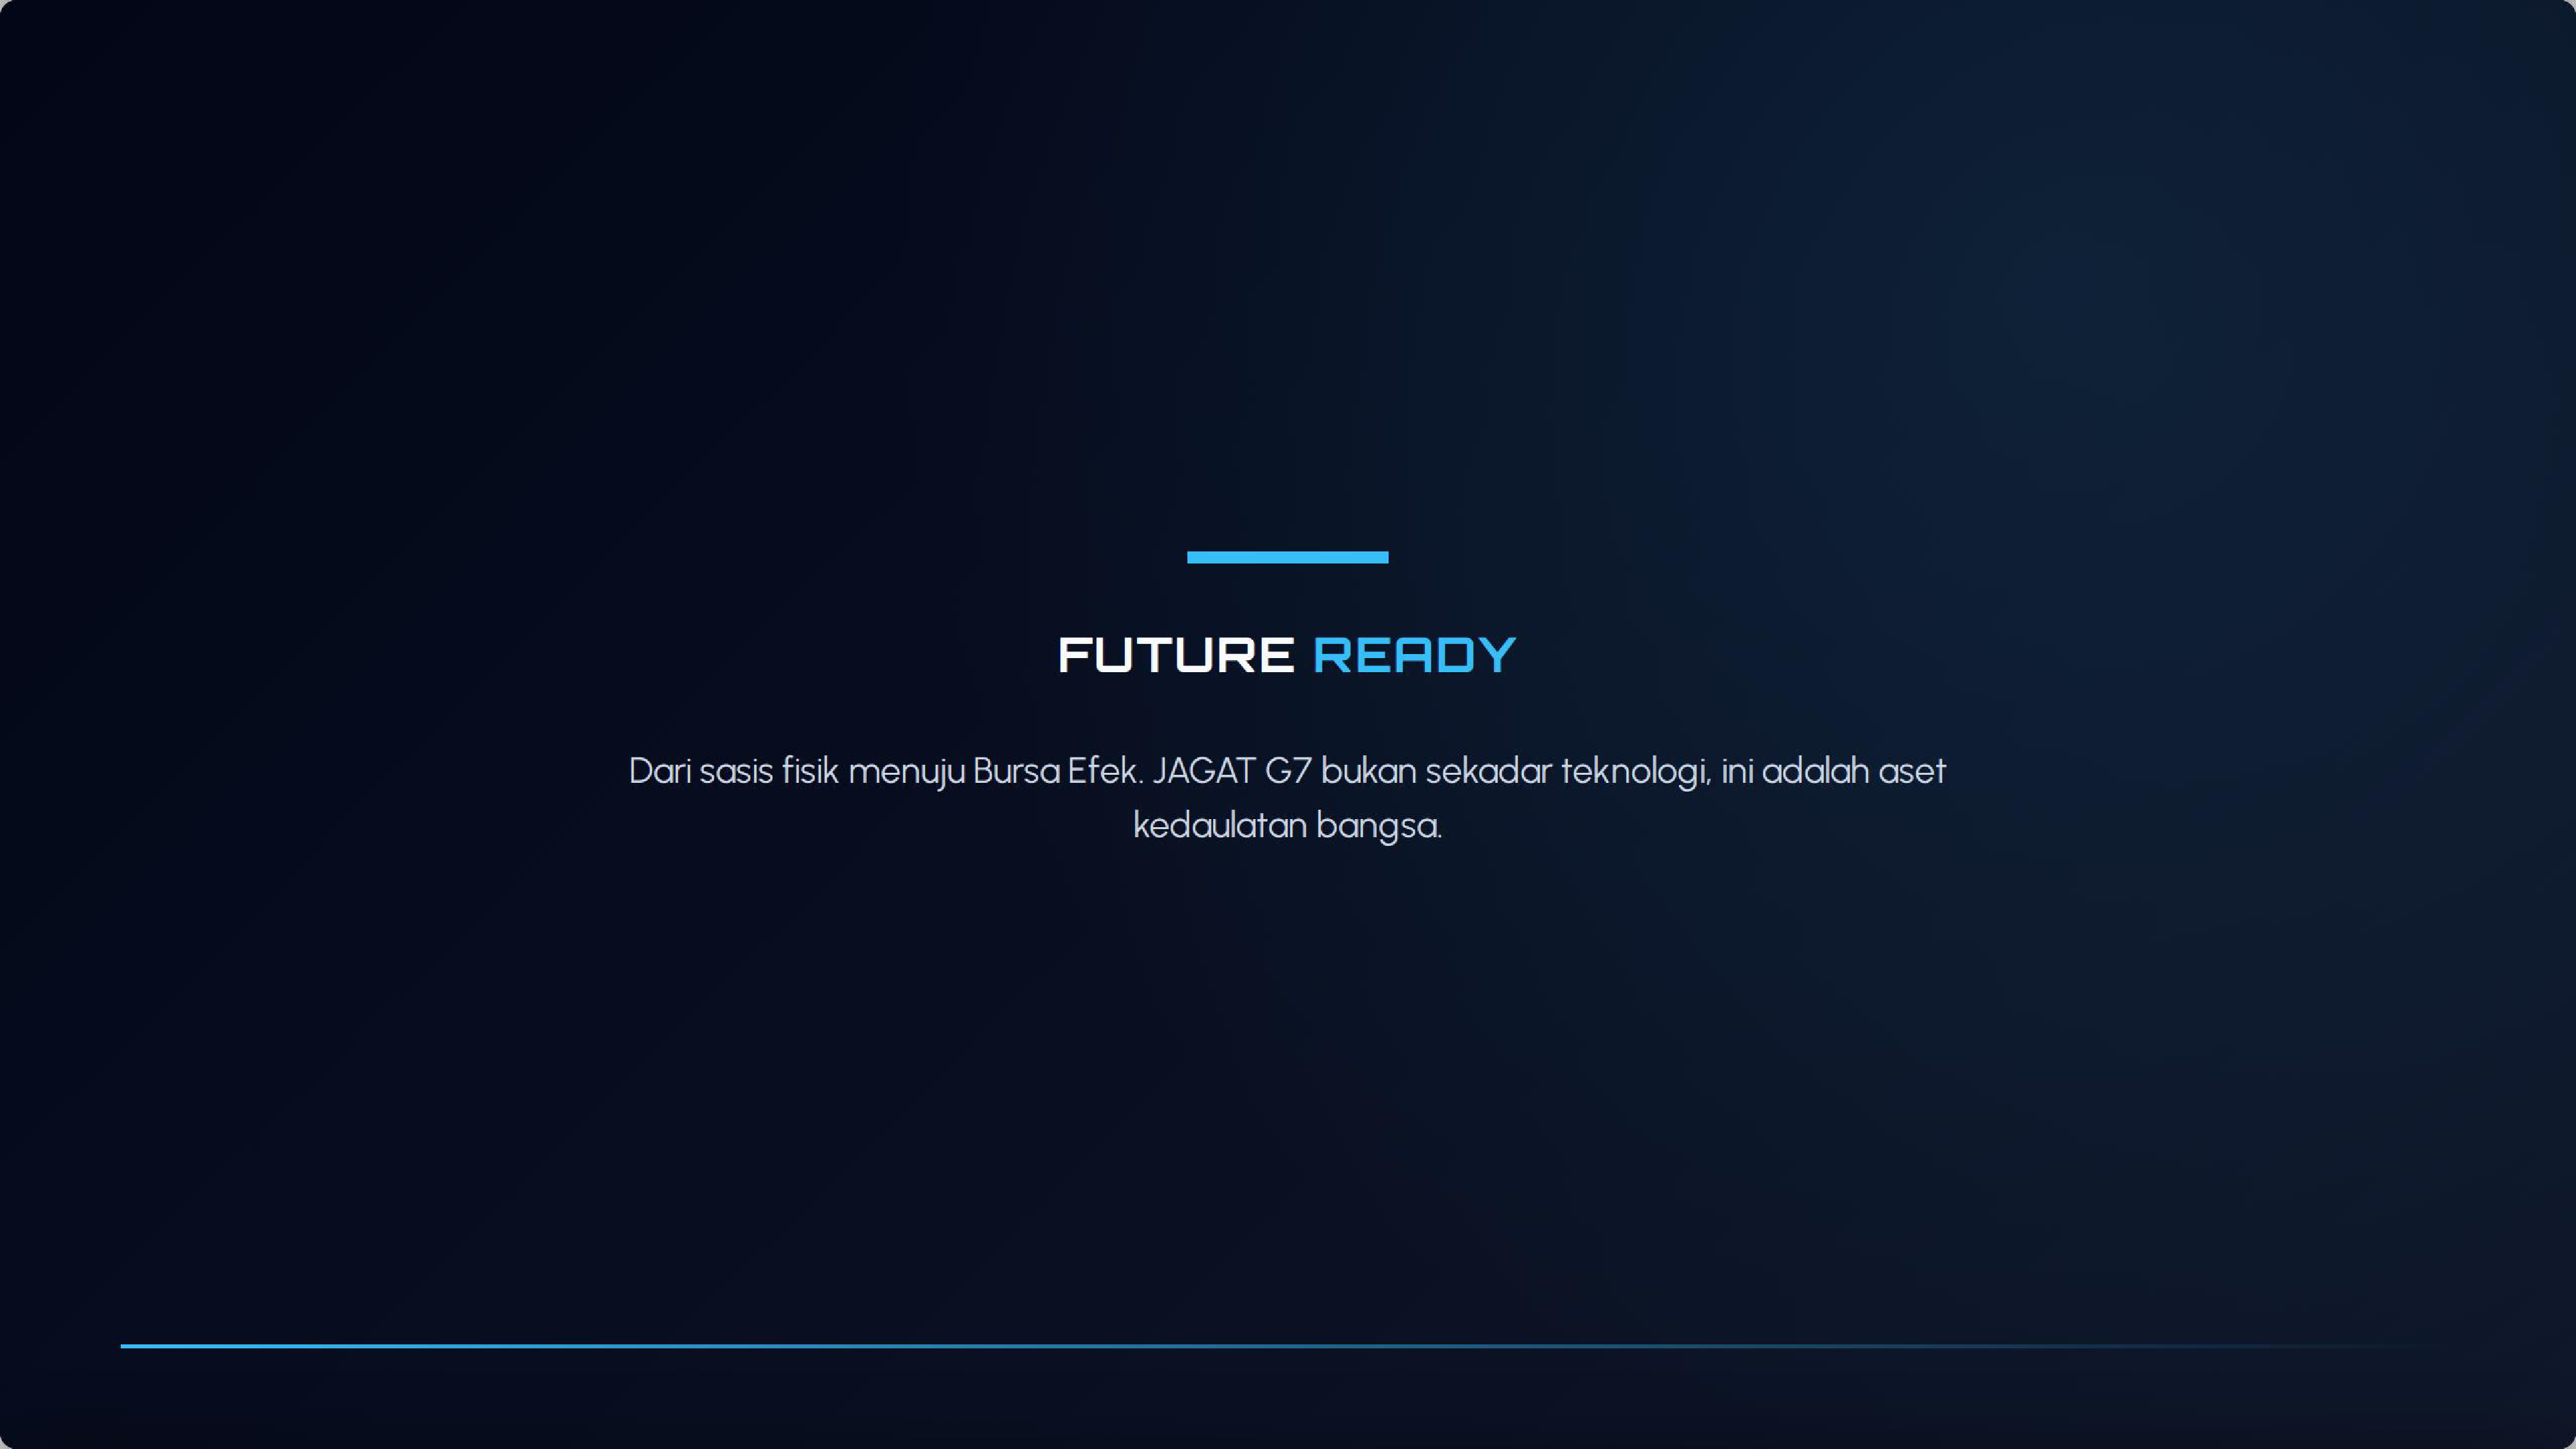 FUTURE READY
Dari sasis fisik menuju Bursa Efek. JAGAT G7 bukan sekadar teknologi, ini adalah aset
kedaulatan bangsa.